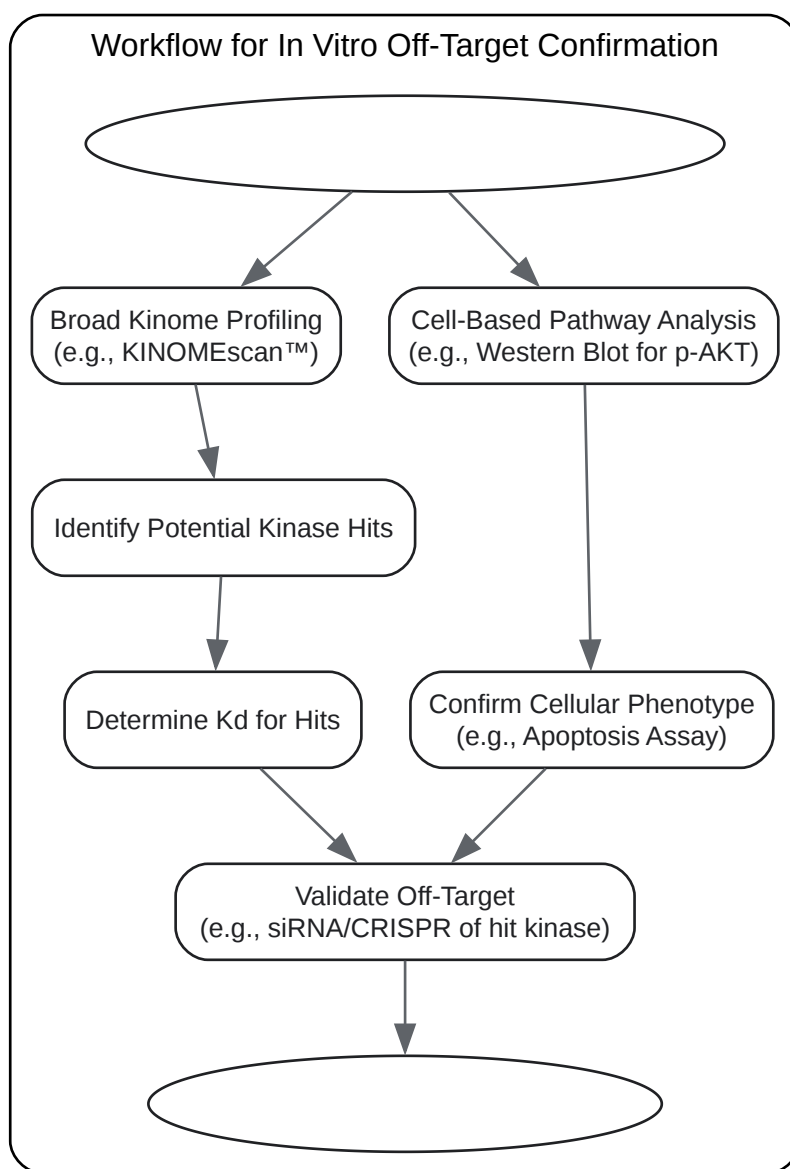 Workflow for In Vitro Off-Target Confirmation
Broad Kinome Profiling
(e.g., KINOMEscan™)
Cell-Based Pathway Analysis
(e.g., Western Blot for p-AKT)
Identify Potential Kinase Hits
Determine Kd for Hits
Confirm Cellular Phenotype
(e.g., Apoptosis Assay)
Validate Off-Target
(e.g., siRNA/CRISPR of hit kinase)